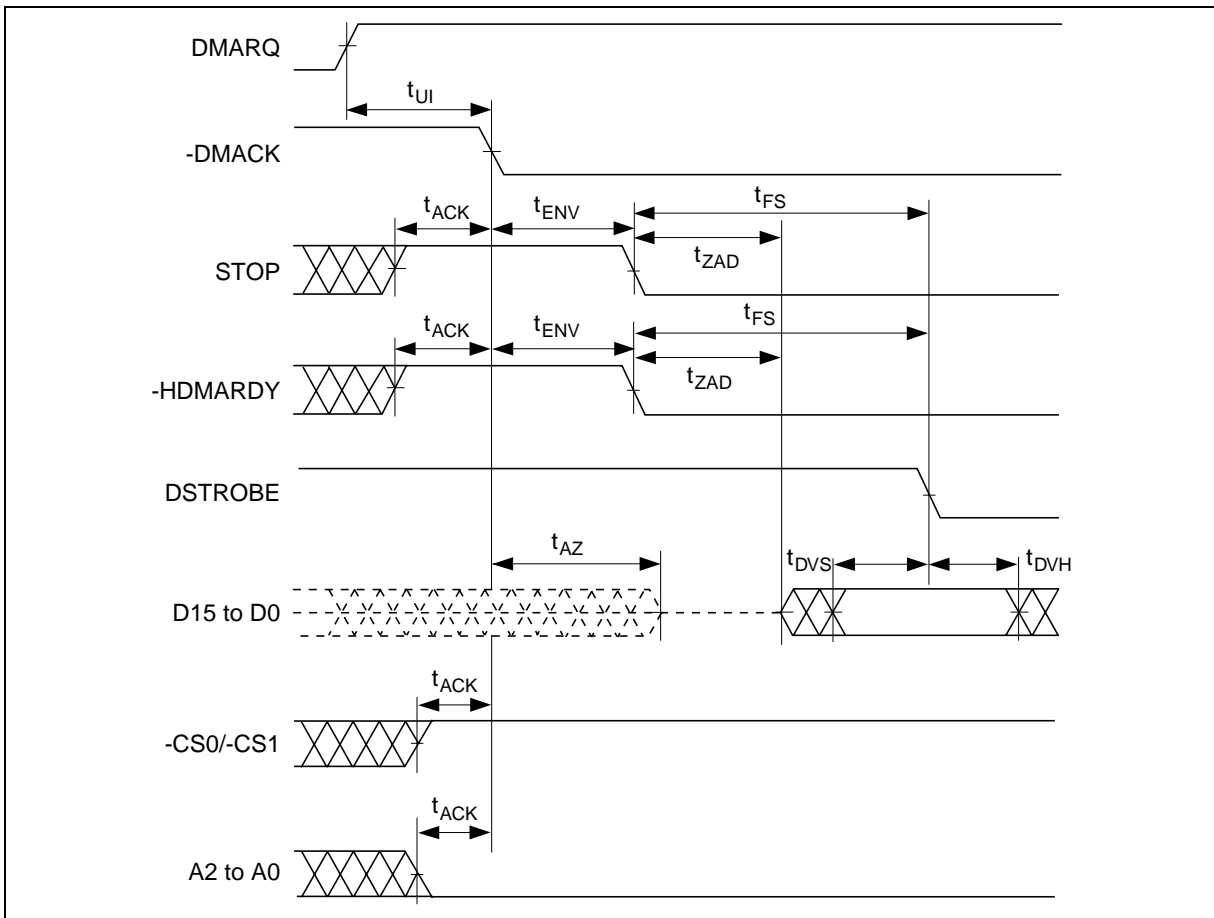 DMARQ
tUI
-DMACK
tFS
tACK tENV
tZAD
STOP
tFS
tACK tENV
tZAD
-HDMARDY
DSTROBE
tAZ
tDVS tDVH
D15 to D0
tACK
-CS0/-CS1
tACK
A2 to A0